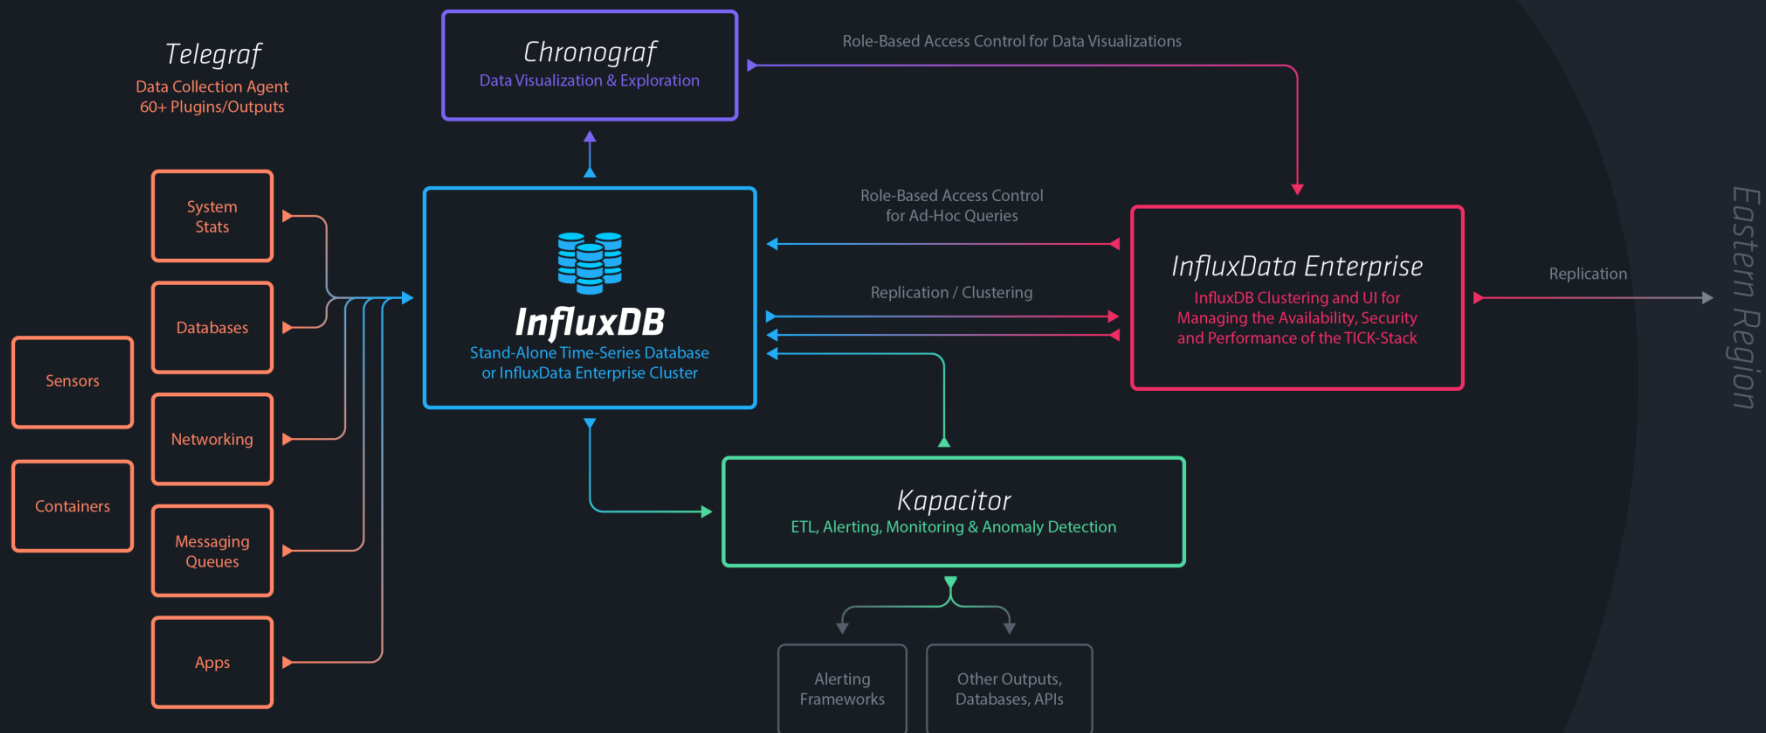 Telegraf
Data Collection Agent
60+ Plugins/Outputs
Chronograf
Data Visualization & Exploration
Role-Based Access Control for Data Visualizations
System
Stats
Databases
Networking
Messaging
Queues
Apps
Sensors
Containers
InfluxDB
Stand-Alone Time-Series Database
or InfluxData Enterprise Cluster
Role-Based Access Control
for Ad-Hoc Queries
Replication / Clustering
InfluxData Enterprise
InfluxDB Clustering and UI for
Managing the Availability, Security
and Performance of the TICK-Stack
Replication
Eastern Region
Kapacitor
ETL, Alerting, Monitoring & Anomaly Detection
Alerting
Frameworks
Other Outputs,
Databases, APIs